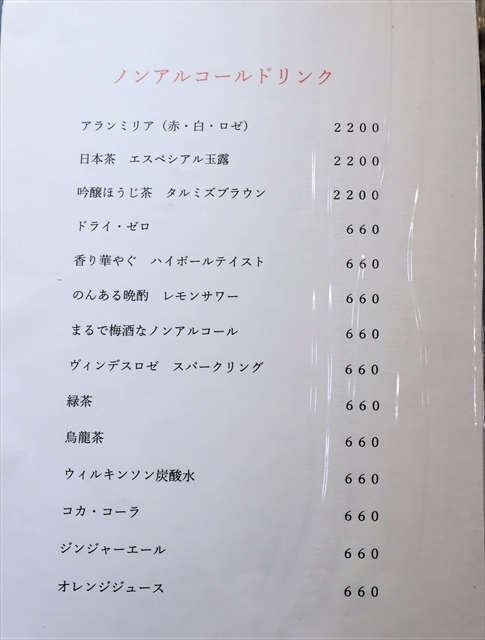 ノンアルコールドリンク
アランミリア（赤・白・ロゼ） ２２００
日本茶　エスペシアル玉露 ２２００
吟醸ほうじ茶　タルミズブラウン ２２００
ドライ・ゼロ ６６０
香り華やぐ　ハイボールテイスト ６６０
のんある晩酌　レモンサワー ６６０
まるで梅酒なノンアルコール ６６０
ヴィンデスロゼ　スパークリング ６６０
緑茶 ６６０
烏龍茶 ６６０
ウィルキンソン炭酸水 ６６０
コカ・コーラ ６６０
ジンジャーエール ６６０
オレンジジュース ６６０